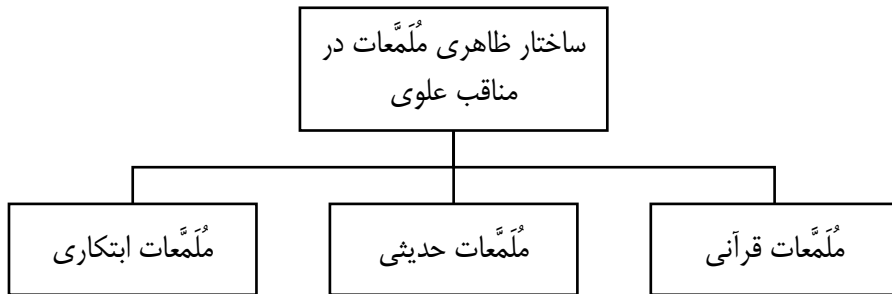 ساختار ظاهری مُلَمَّعات در
مناقب علوی
مُلَمَّعات قرآنی
مُلَمَّعات حدیثی
مُلَمَّعات ابتکاری